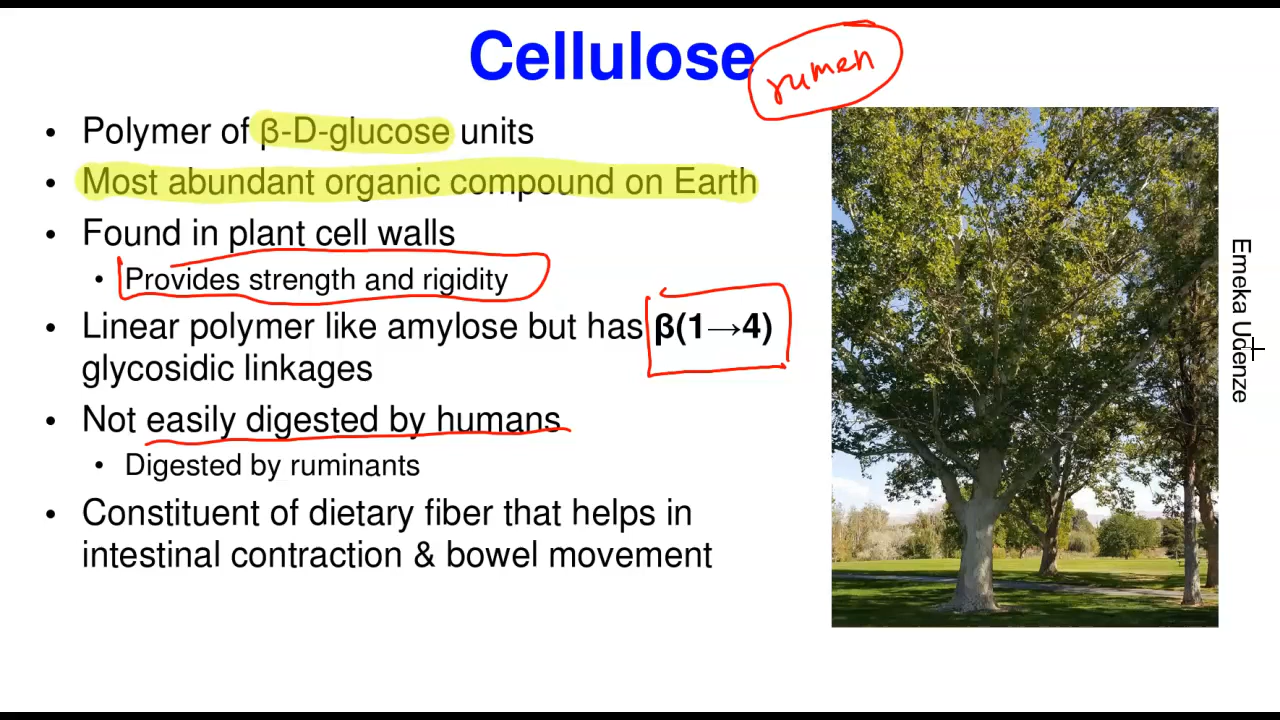 Cellulose
rumen
• Polymer of β-D-glucose units
• Most abundant organic compound on Earth
• Found in plant cell walls
• Provides strength and rigidity
• Linear polymer like amylose but has β(1→4)
glycosidic linkages
• Not easily digested by humans
• Digested by ruminants
• Constituent of dietary fiber that helps in
intestinal contraction & bowel movement
Emeka Udenze